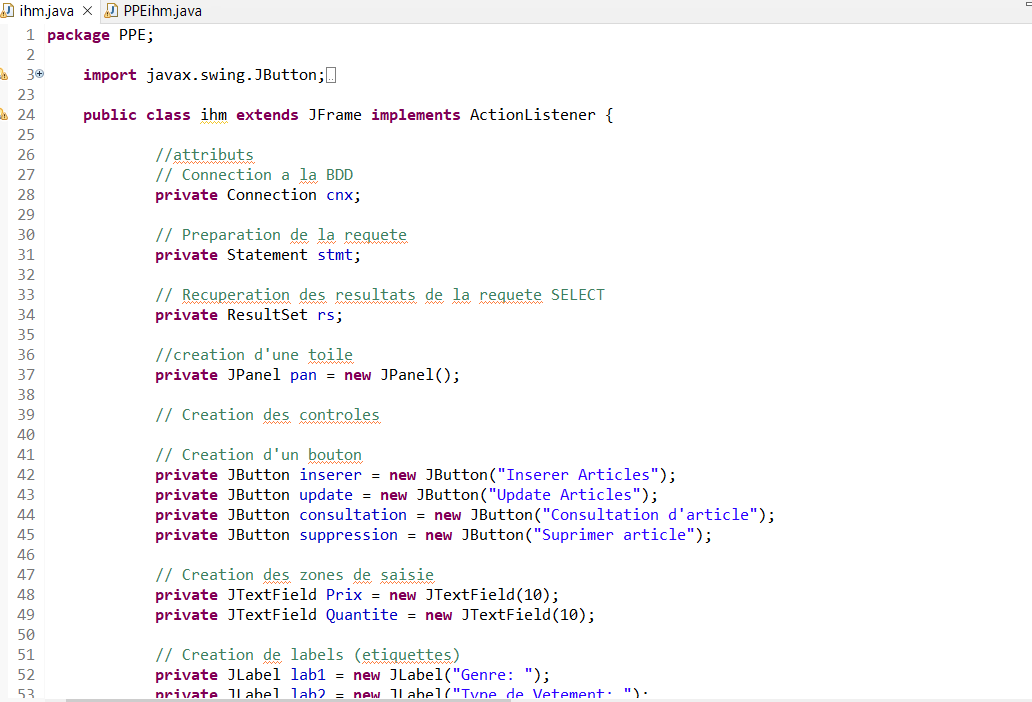 ihm.java PPEihm.java
1 package PPE;
2
3 import javax.swing.JButton;
23
24 public class ihm extends JFrame implements ActionListener {
25
26 //attributs
27 // Connection a la BDD
28 private Connection cnx;
29
30 // Preparation de la requete
31 private Statement stmt;
32
33 // Recuperation des resultats de la requete SELECT
34 private ResultSet rs;
35
36 //creation d'une toile
37 private JPanel pan = new JPanel();
38
39 // Creation des controles
40
41 // Creation d'un bouton
42 private JButton inserer = new JButton("Inserer Articles");
43 private JButton update = new JButton("Update Articles");
44 private JButton consultation = new JButton("Consultation d'article");
45 private JButton suppression = new JButton("Suprimer article");
46
47 // Creation des zones de saisie
48 private JTextField Prix = new JTextField(10);
49 private JTextField Quantite = new JTextField(10);
50
51 // Creation de labels (etiquettes)
52 private JLabel lab1 = new JLabel("Genre: ");
53 private JLabel lab2 = new JLabel("Type de Vetement: ");